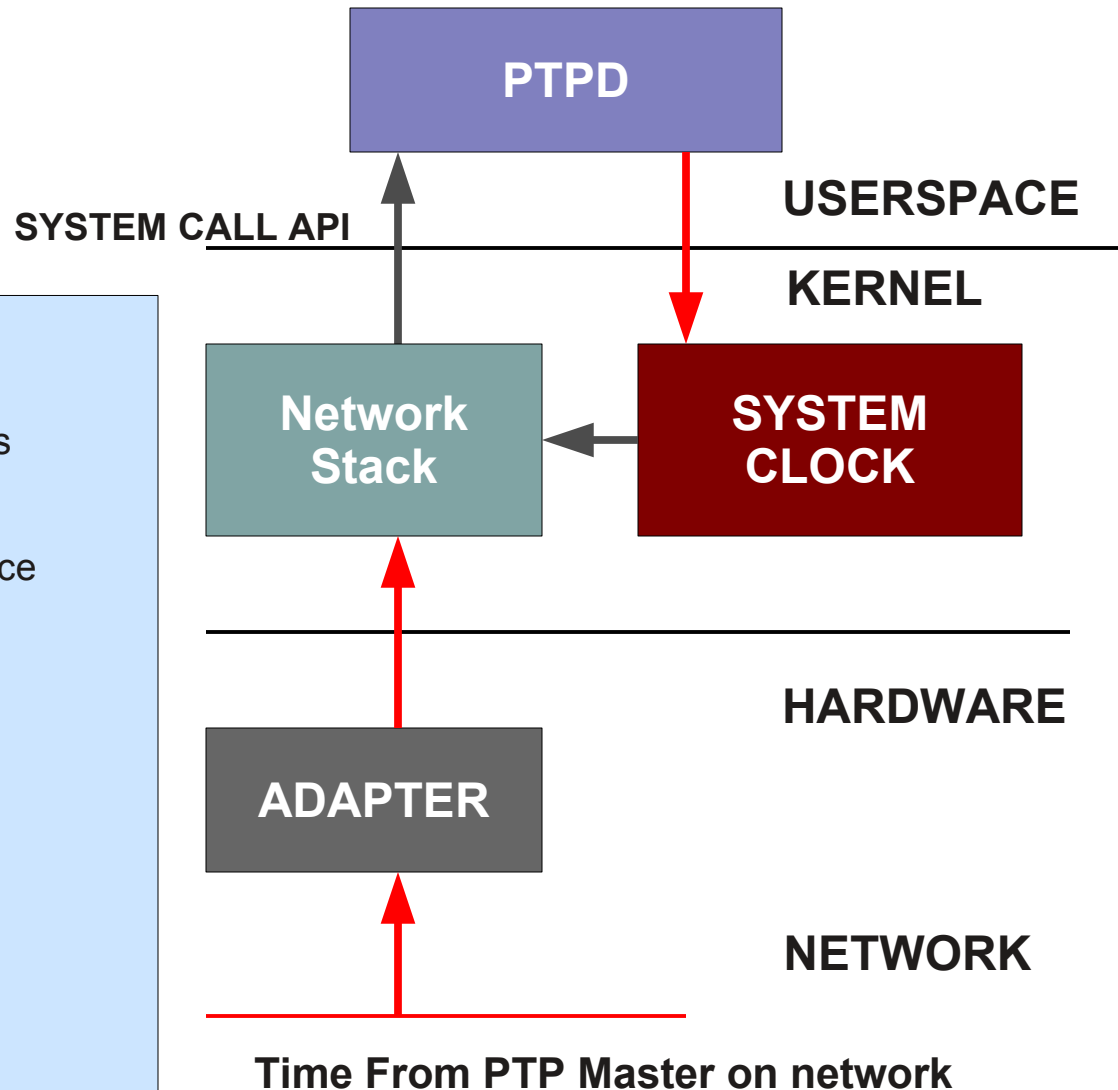 PTPD
USERSPACE
SYSTEM CALL API
KERNEL
Network
Stack
SYSTEM
CLOCK
s
ce
HARDWARE
ADAPTER
NETWORK
Time From PTP Master on network